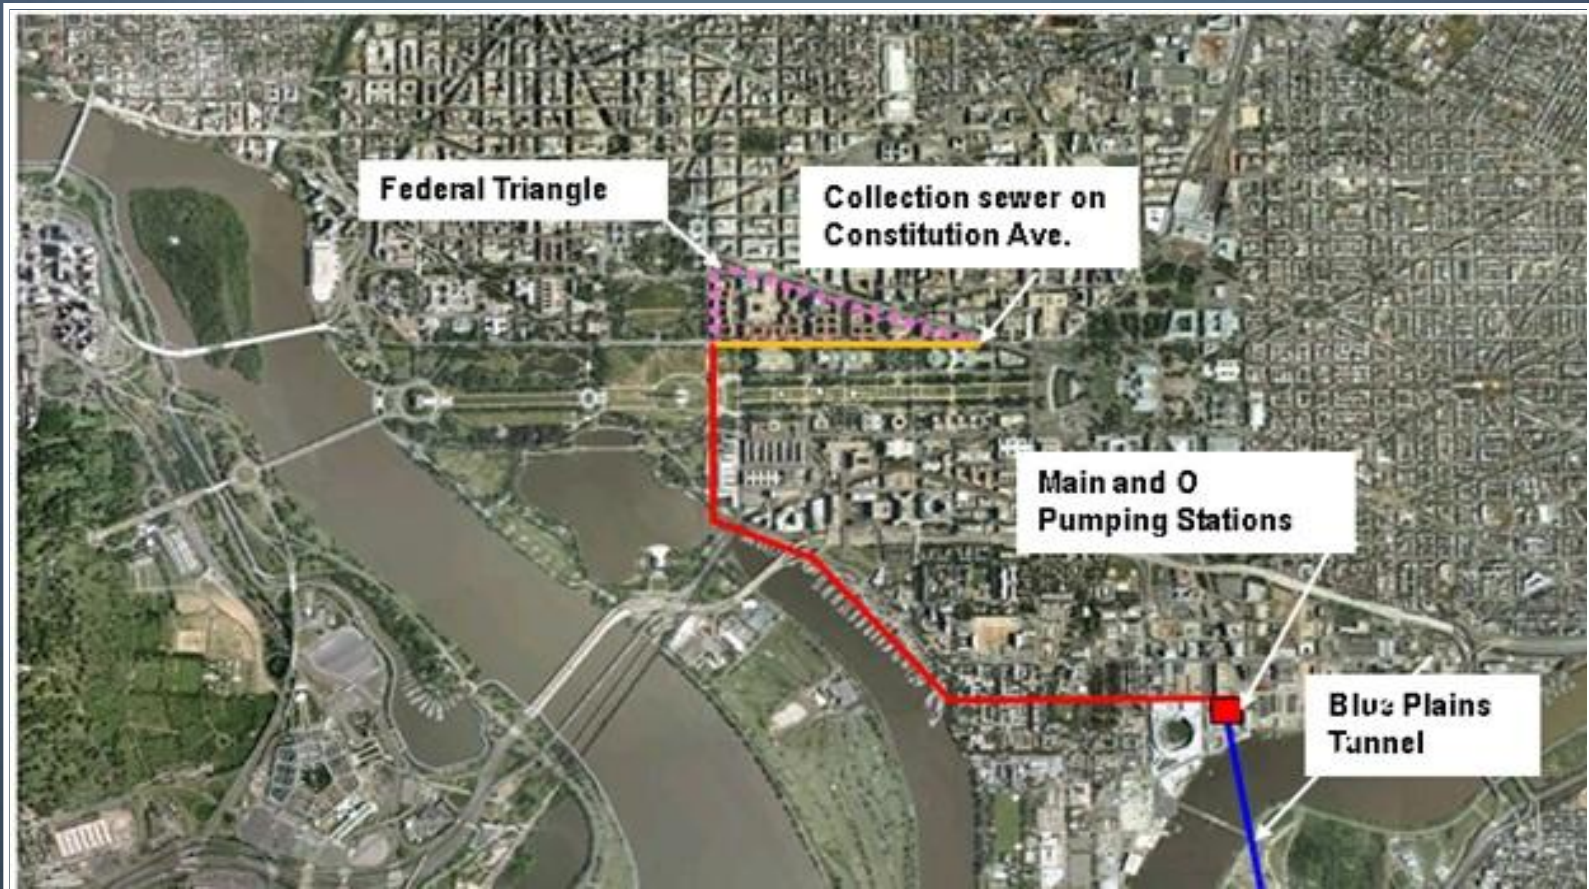 Federal Triangle
Collection sewer on
Constitution Ave.
Main and O
Pumping Stations
Blue Plains
Tunnel